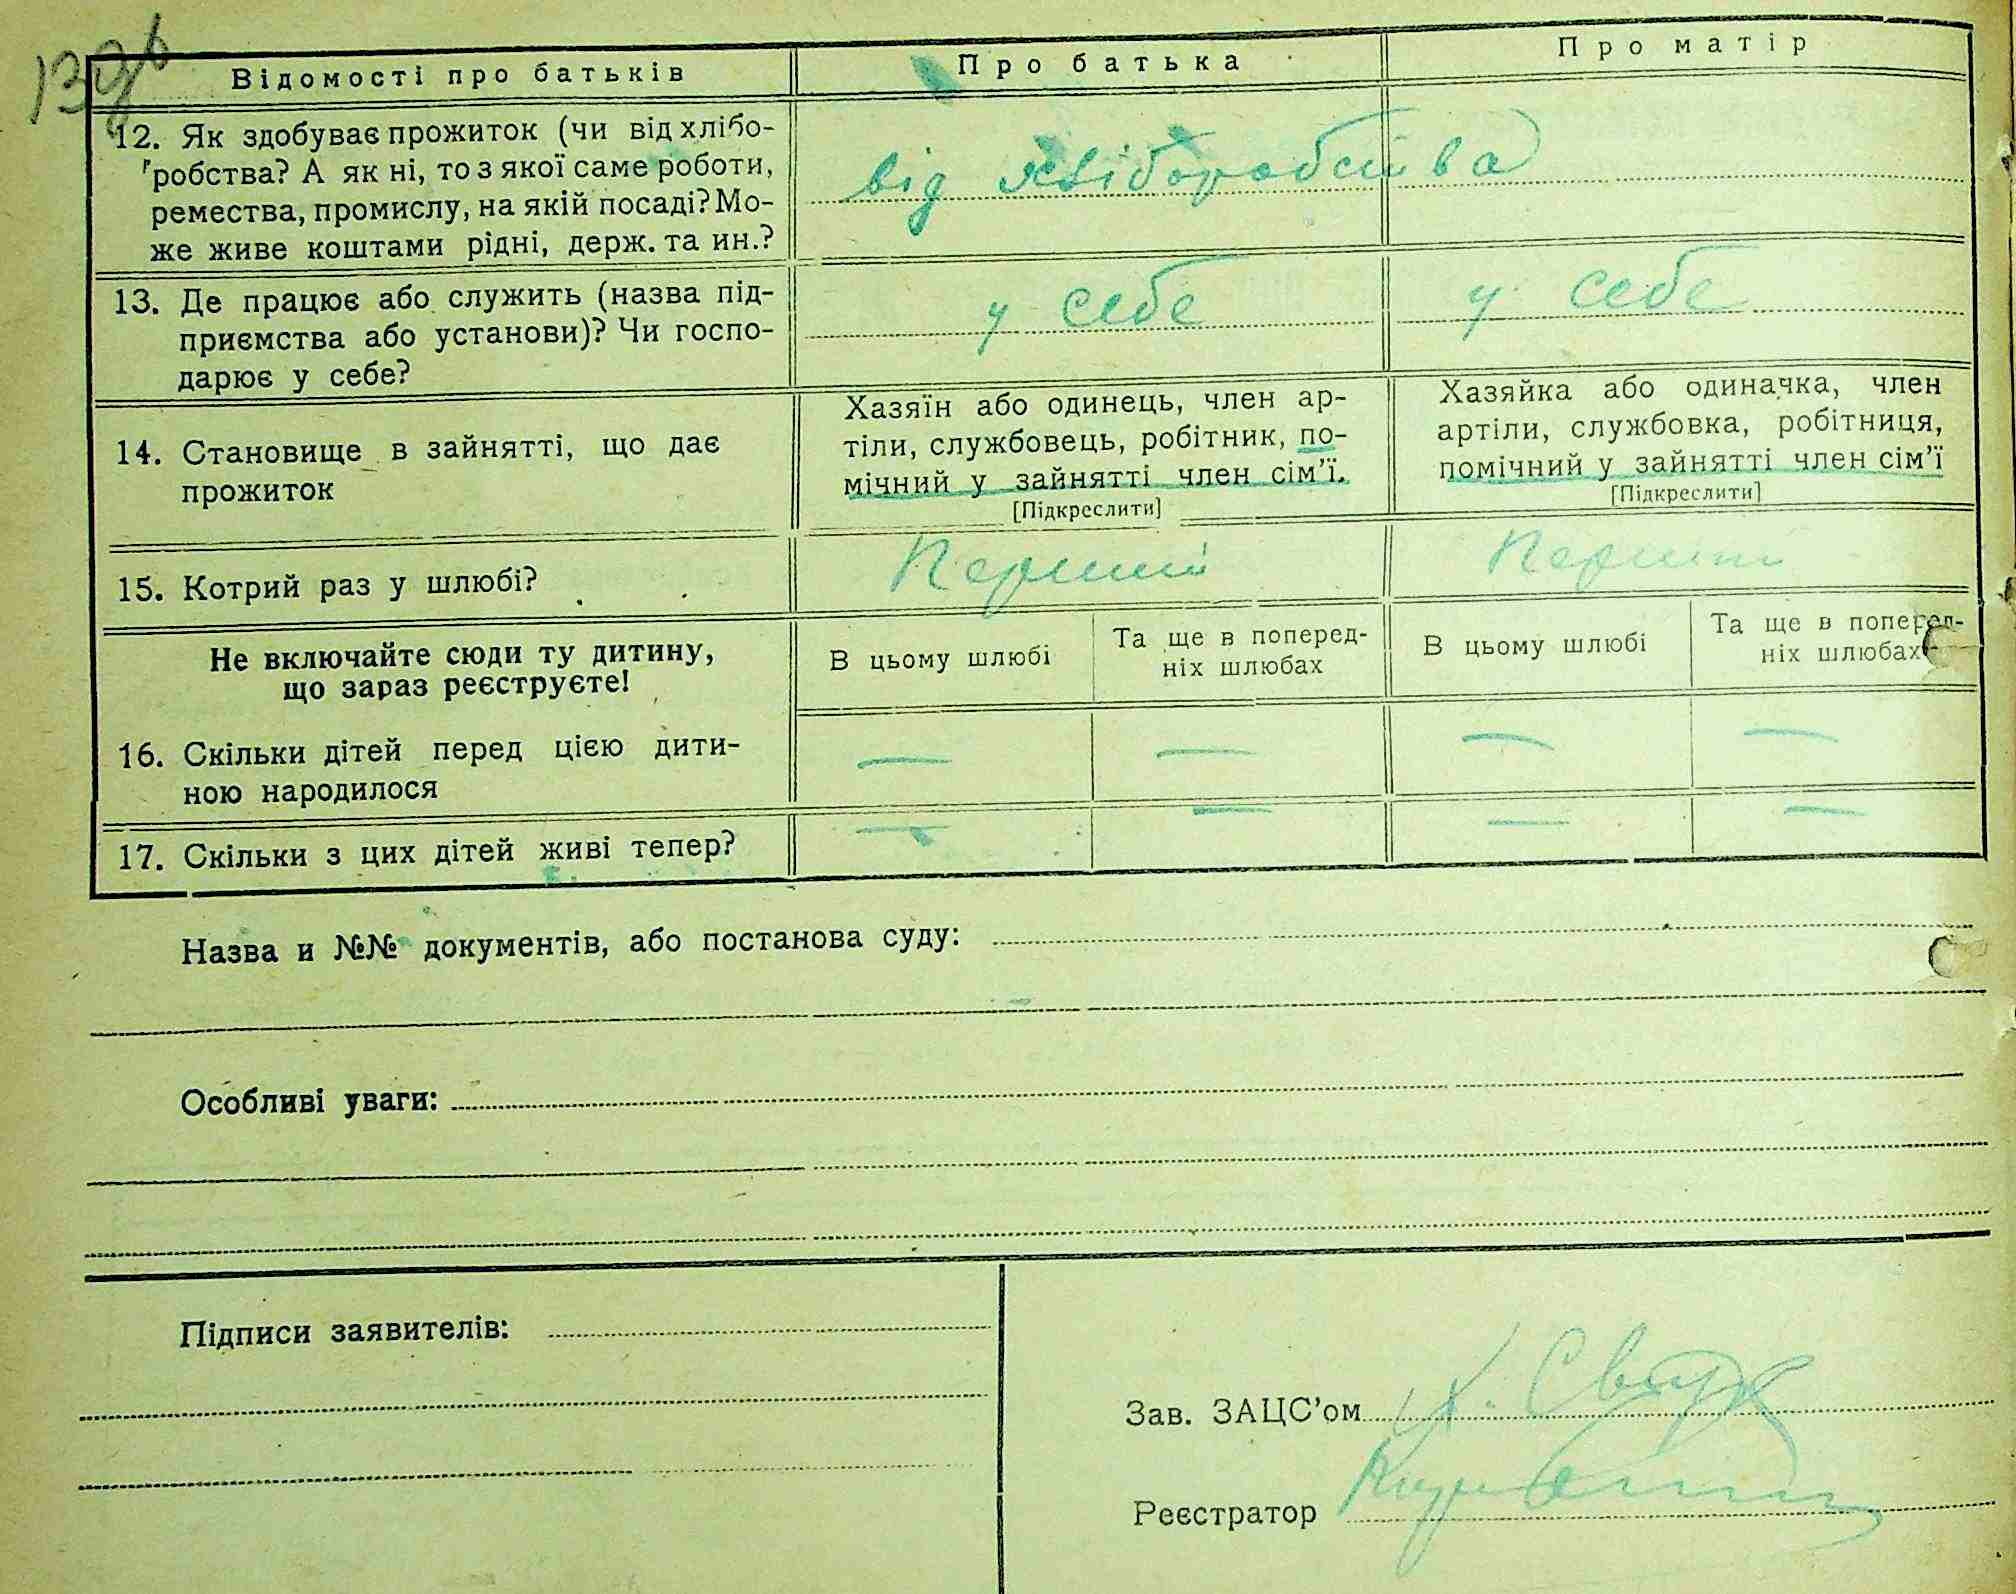 Відомості про батьків Про батька Про матір
12. Як здобуває прожиток (чи від хлібо-
робства? А як ні, то з якої саме роботи,
ремества, промислу, на якій посаді? Мо-
же живе коштами рідні, держ. та ин.?
від хліборобства
13. Де працює або служить (назва під-
приємства або установи)? Чи госпо-
дарює у себе?
у себе у себе
14. Становище в зайнятті, що дає
прожиток
Хазяїн або одинець, член ар-
тіли, службовець, робітник, по-
мічний у зайнятті член сім'ї.
[Підкреслити]
Хазяйка або одиначка, член
артіли, службовка, робітниця,
помічний у зайнятті член сім'ї
[Підкреслити]
15. Котрий раз у шлюбі? Перший Перший
Не включайте сюди ту дитину,
що зараз реєструєте!
В цьому шлюбі
Та ще в поперед-
ніх шлюбах
В цьому шлюбі
Та ще в поперед-
ніх шлюбах
16. Скільки дітей перед цією дити-
ною народилося
— — — —
17. Скільки з цих дітей живі тепер? — — — —
Назва и №№ документів, або постанова суду:
Особливі уваги:
Підписи заявителів:
Зав. ЗАЦС'ом
Реєстратор